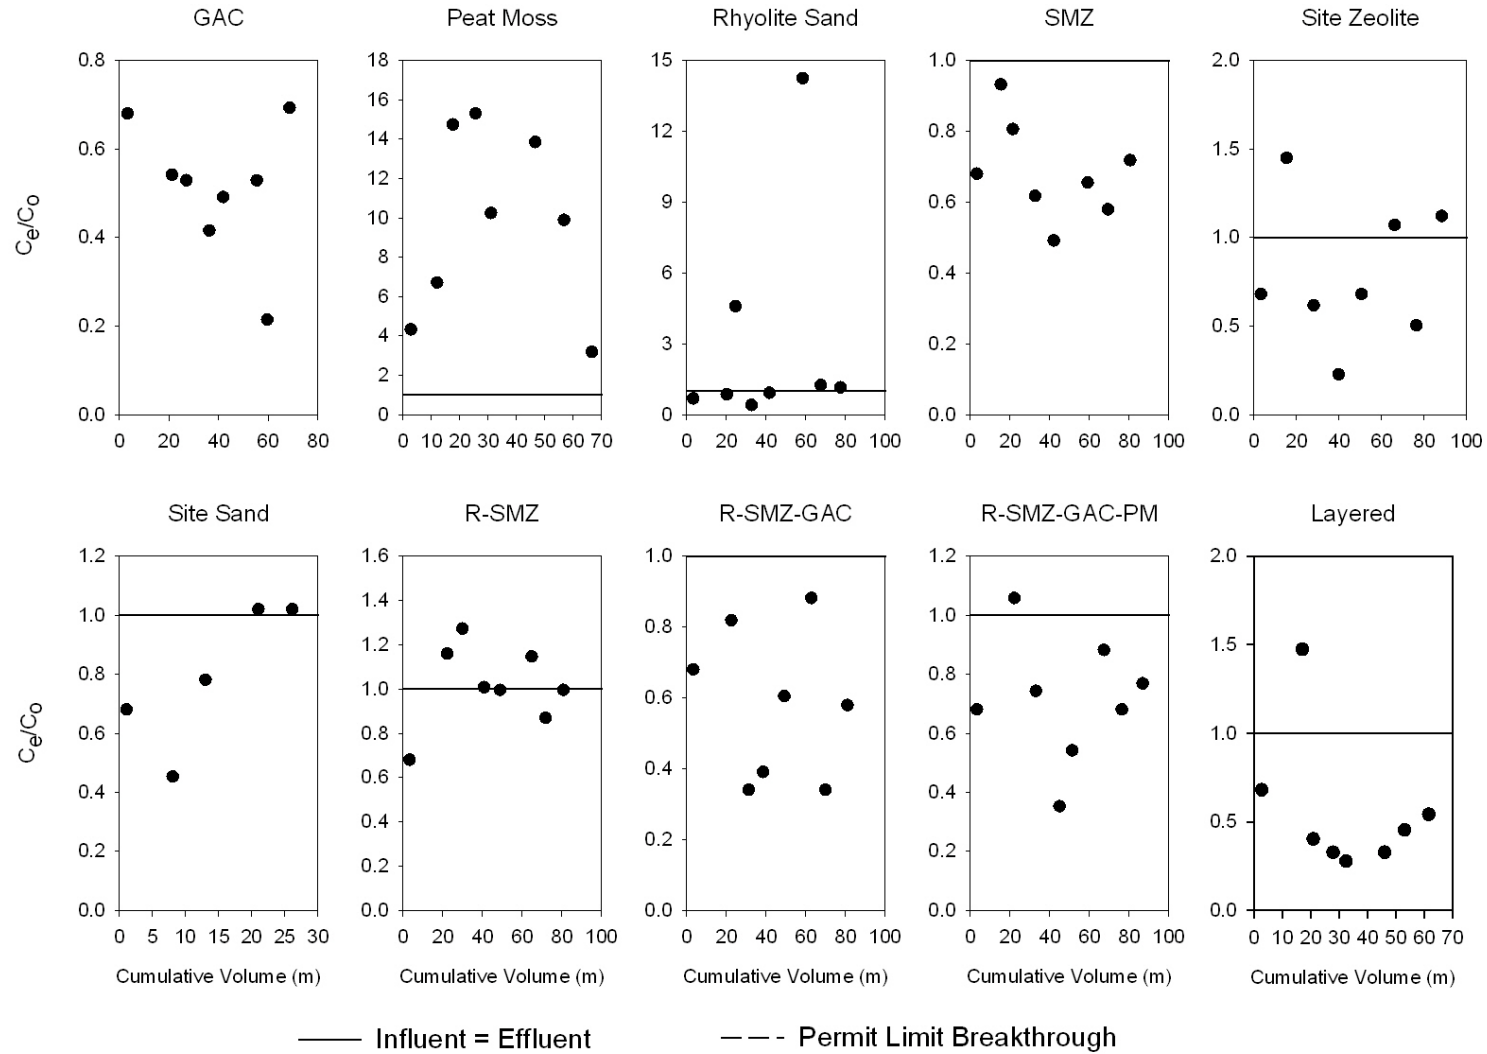 GAC Peat Moss Rhyolite Sand SMZ Site Zeolite
0.8 18 15 1.0 2.0
16
0.6 14 12 0.8 1.5
12 9 0.6
Ce/Co 0.4 10 1.0
8 6 0.4
0.2 6 0.5
4 3 0.2
2
0.0 0 0 0.0 0.0
0 20 40 60 80 0 10 20 30 40 50 60 70 0 20 40 60 80 100 0 20 40 60 80 100 0 20 40 60 80 100
Site Sand R-SMZ R-SMZ-GAC R-SMZ-GAC-PM Layered
1.2 1.6 1.0 1.2 2.0
1.0 1.4 1.0
0.8 1.2 0.8 0.8 1.5
Ce/Co 1.0 0.6 1.0
0.6 0.8 0.6
0.4 0.6 0.4 0.4 0.5
0.4
0.2 0.2 0.2 0.2
0.0 0.0 0.0 0.0 0.0
0 5 10 15 20 25 30 0 20 40 60 80 100 0 20 40 60 80 100 0 20 40 60 80 100 0 10 20 30 40 50 60 70
Cumulative Volume (m) Cumulative Volume (m) Cumulative Volume (m) Cumulative Volume (m) Cumulative Volume (m)
Influent = Effluent Permit Limit Breakthrough